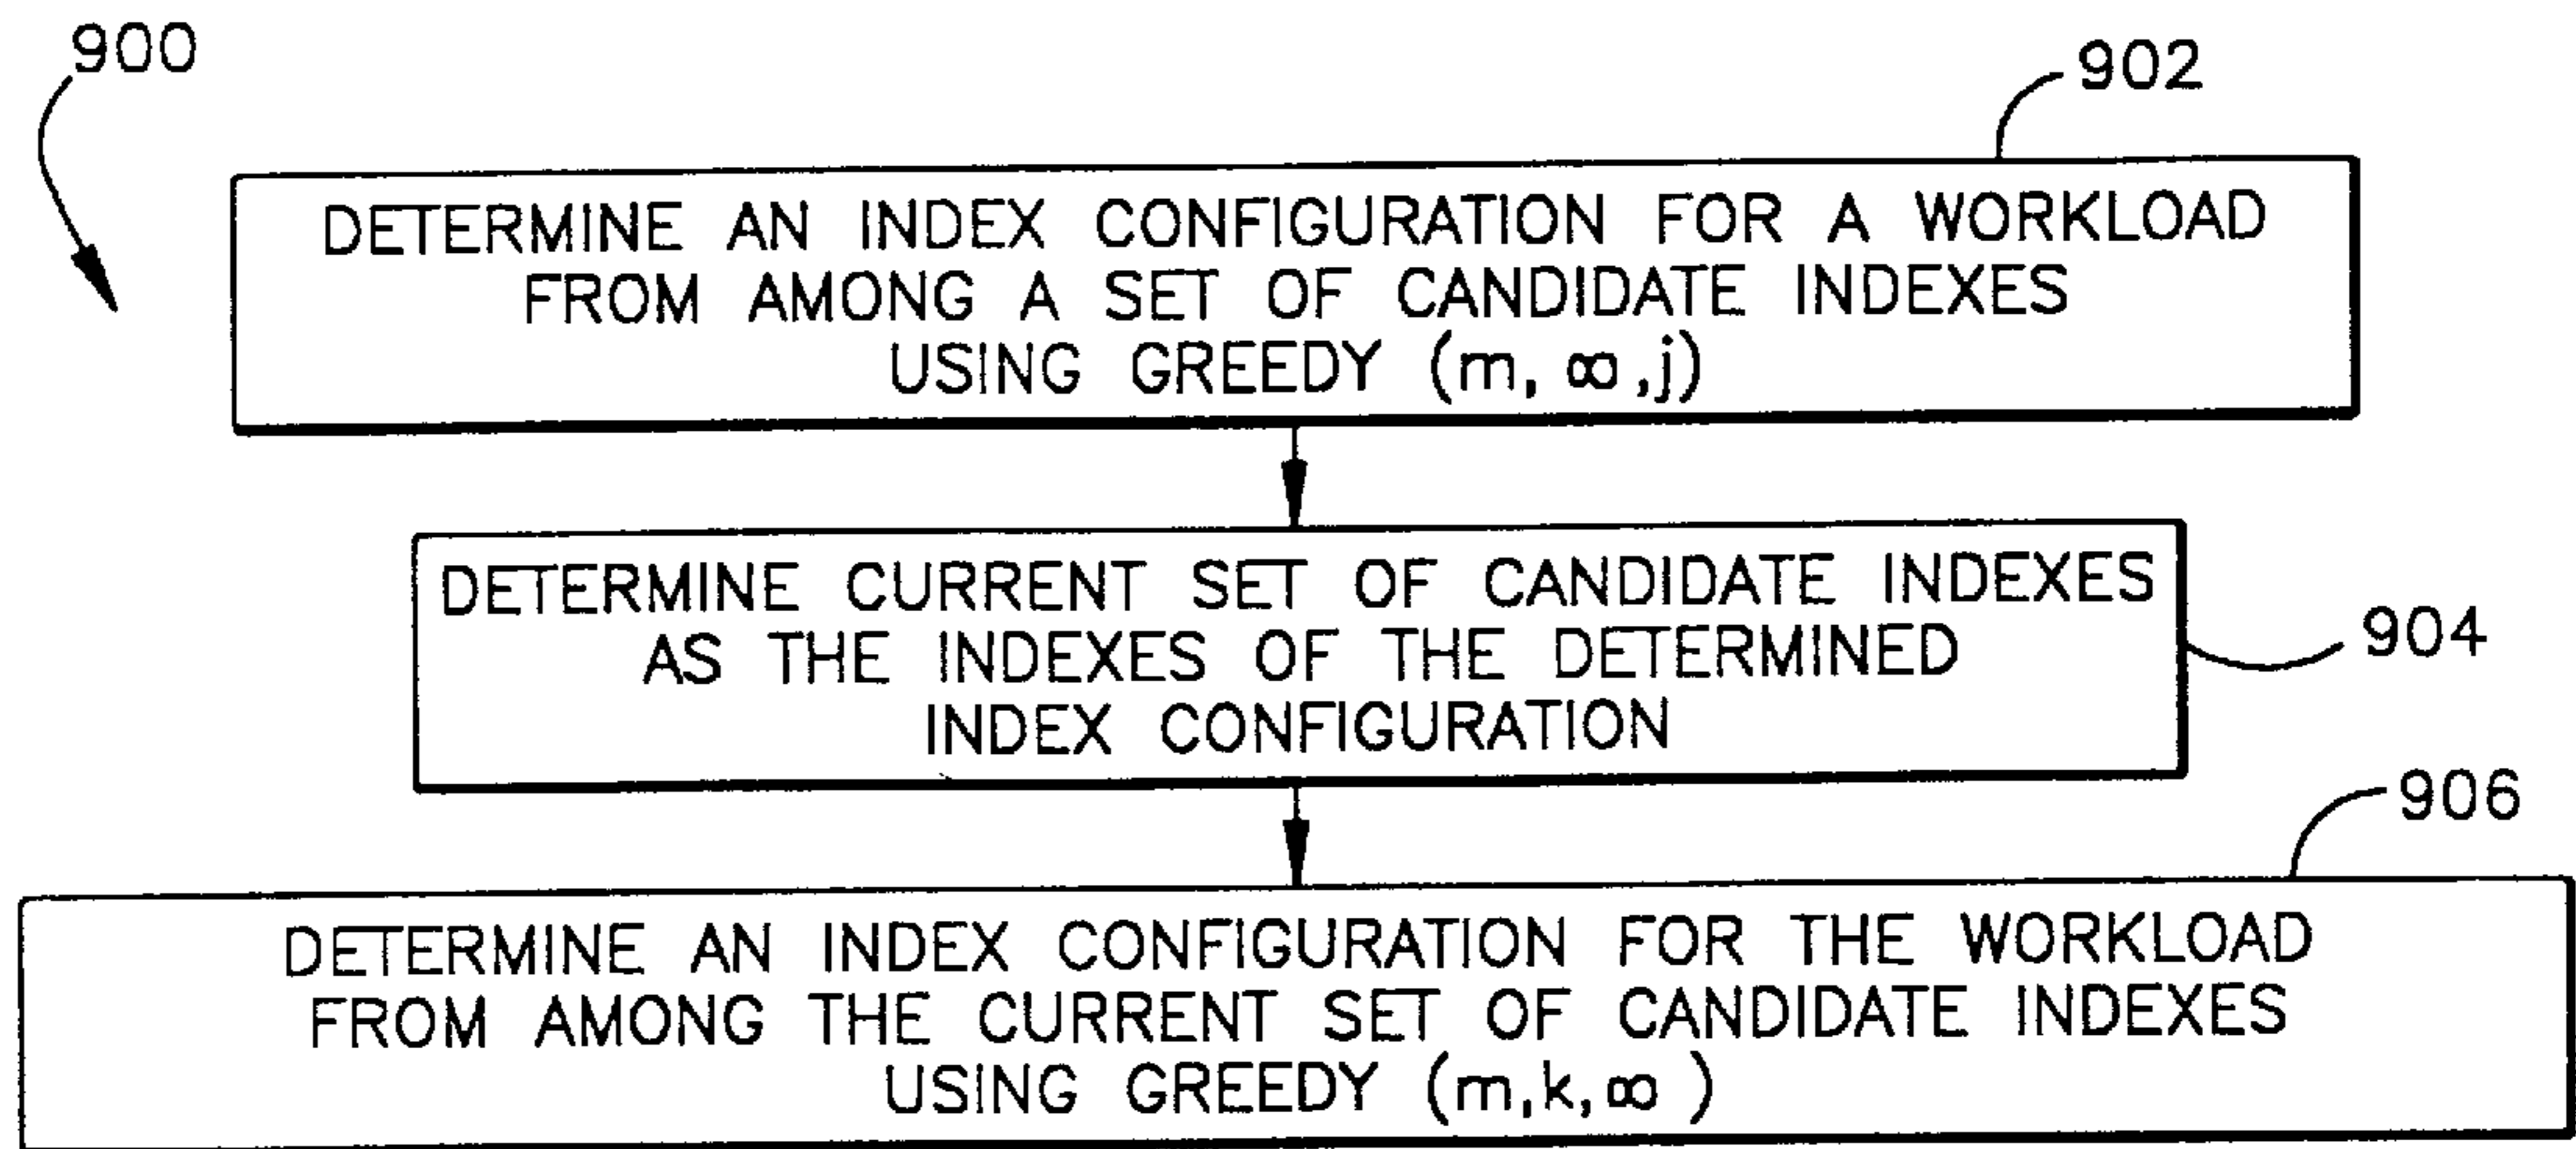 900
902
DETERMINE AN INDEX CONFIGURATION FOR A WORKLOAD
FROM AMONG A SET OF CANDIDATE INDEXES
USING GREEDY (m, ∞,j)
DETERMINE CURRENT SET OF CANDIDATE INDEXES
AS THE INDEXES OF THE DETERMINED
INDEX CONFIGURATION
904
906
DETERMINE AN INDEX CONFIGURATION FOR THE WORKLOAD
FROM AMONG THE CURRENT SET OF CANDIDATE INDEXES
USING GREEDY (m,k,∞ )